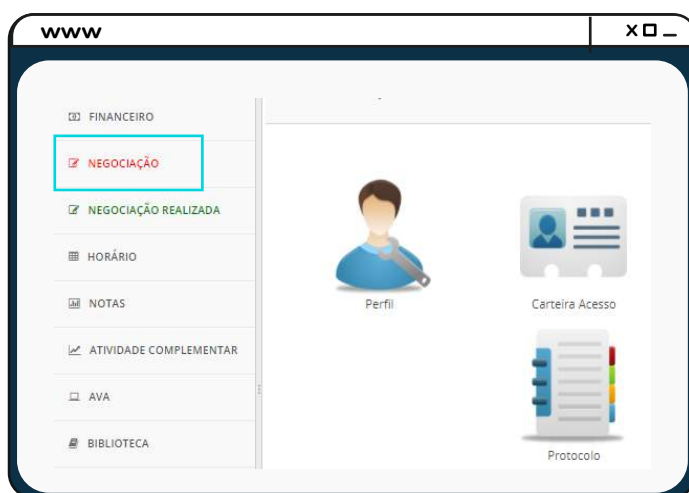 www
FINANCEIRO
NEGOCIAÇÃO
NEGOCIAÇÃO REALIZADA
HORÁRIO
NOTAS
ATIVIDADE COMPLEMENTAR
AVA
BIBLIOTECA
Perfil
Carteira Acesso
Protocolo